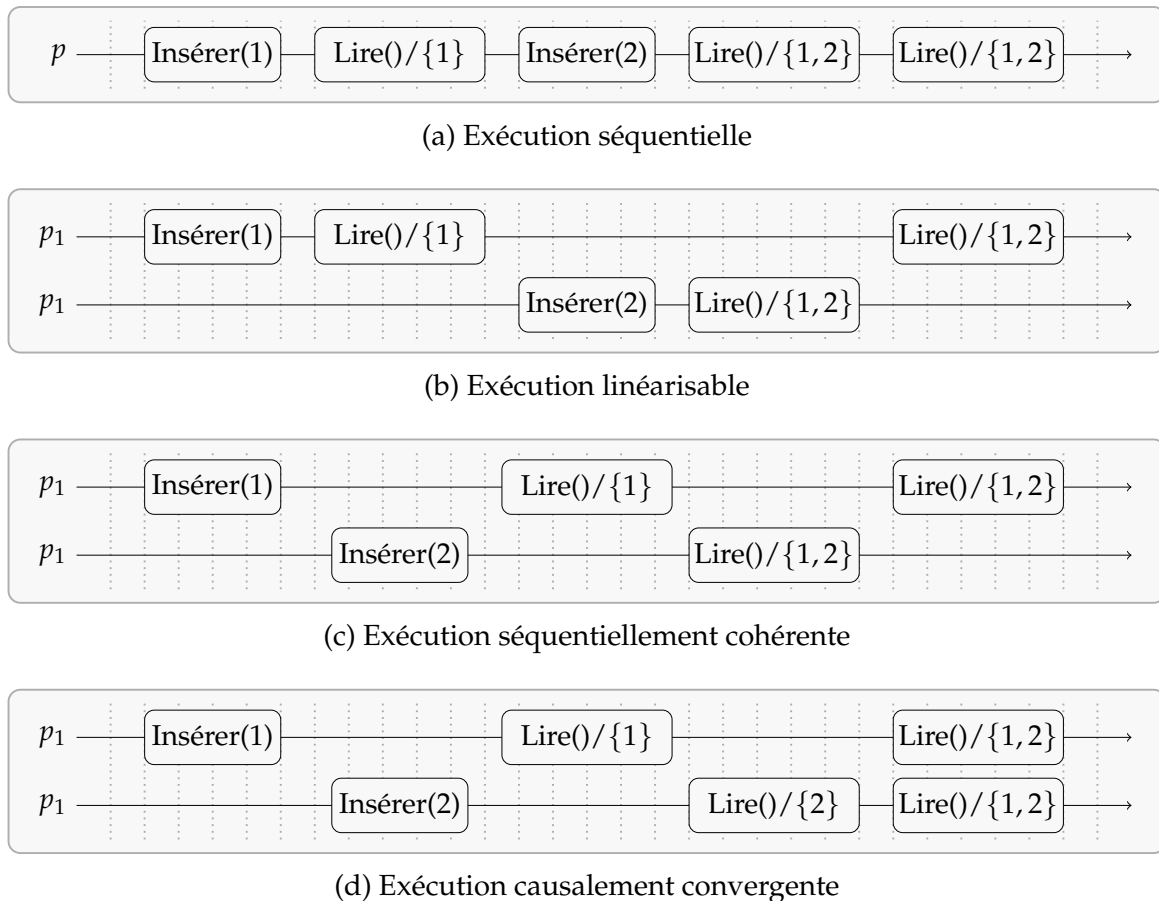 p Insérer(1) Lire()/{1} Insérer(2) Lire()/{1, 2} Lire()/{1, 2}
(a) Exécution séquentielle
p₁ Insérer(1) Lire()/{1} Lire()/{1, 2}
p₁ Insérer(2) Lire()/{1, 2}
(b) Exécution linéarisable
p₁ Insérer(1) Lire()/{1} Lire()/{1, 2}
p₁ Insérer(2) Lire()/{1, 2}
(c) Exécution séquentiellement cohérente
p₁ Insérer(1) Lire()/{1} Lire()/{1, 2}
p₁ Insérer(2) Lire()/{2} Lire()/{1, 2}
(d) Exécution causalement convergente